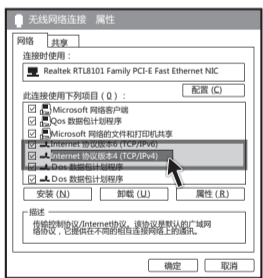 无线网络连接 属性
网络 共享
连接时使用：
Realtek RTL8101 Family PCI-E Fast Ethernet NIC
配置 (C)
此连接使用下列项目 (O)：
Microsoft 网络客户端
Qos 数据包计划程序
Microsoft 网络的文件和打印机共享
Internet 协议版本6 (TCP/IPv6)
Internet 协议版本4 (TCP/IPv4)
Dos 数据包计划程序
Dos 数据包计划程序
安装 (N) 卸载 (U) 属性 (R)
描述
传输控制协议/Internet协议。该协议是默认的广域网
络协议，它提供在不同的相互连接网络上的通讯。
确定 取消